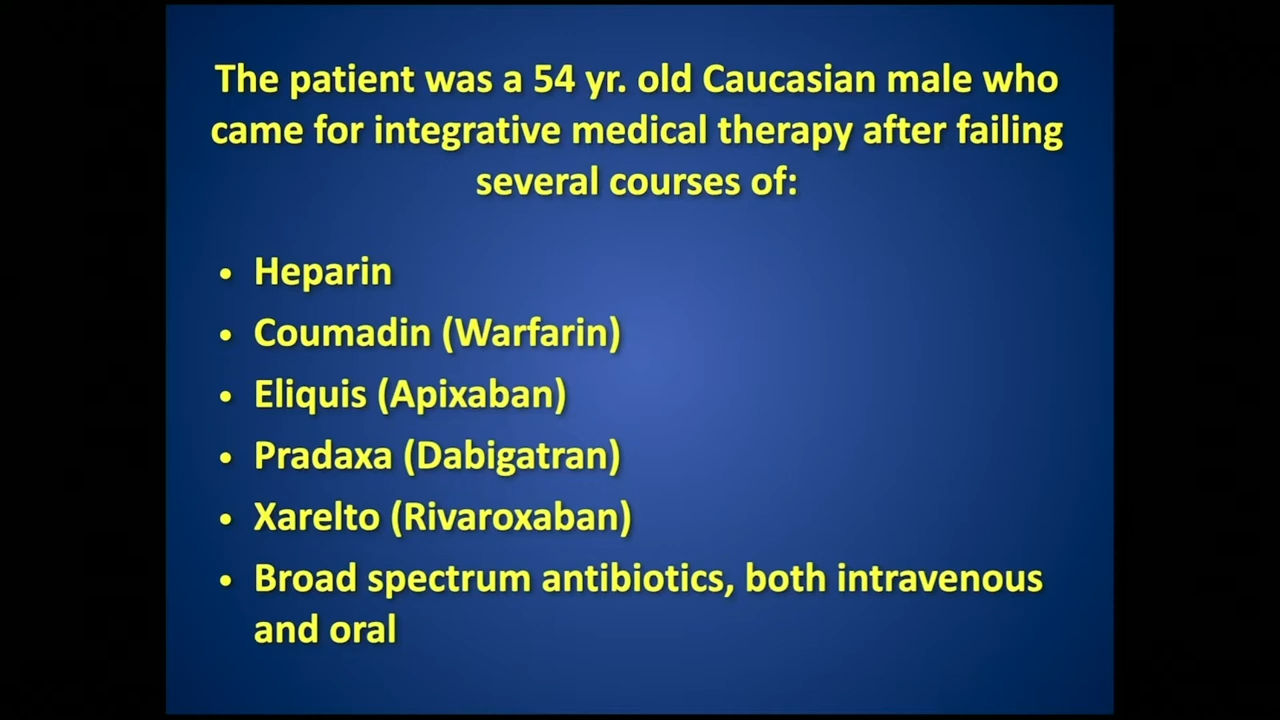 The patient was a 54 yr. old Caucasian male who
came for integrative medical therapy after failing
several courses of:
• Heparin
• Coumadin (Warfarin)
• Eliquis (Apixaban)
• Pradaxa (Dabigatran)
• Xarelto (Rivaroxaban)
• Broad spectrum antibiotics, both intravenous
and oral